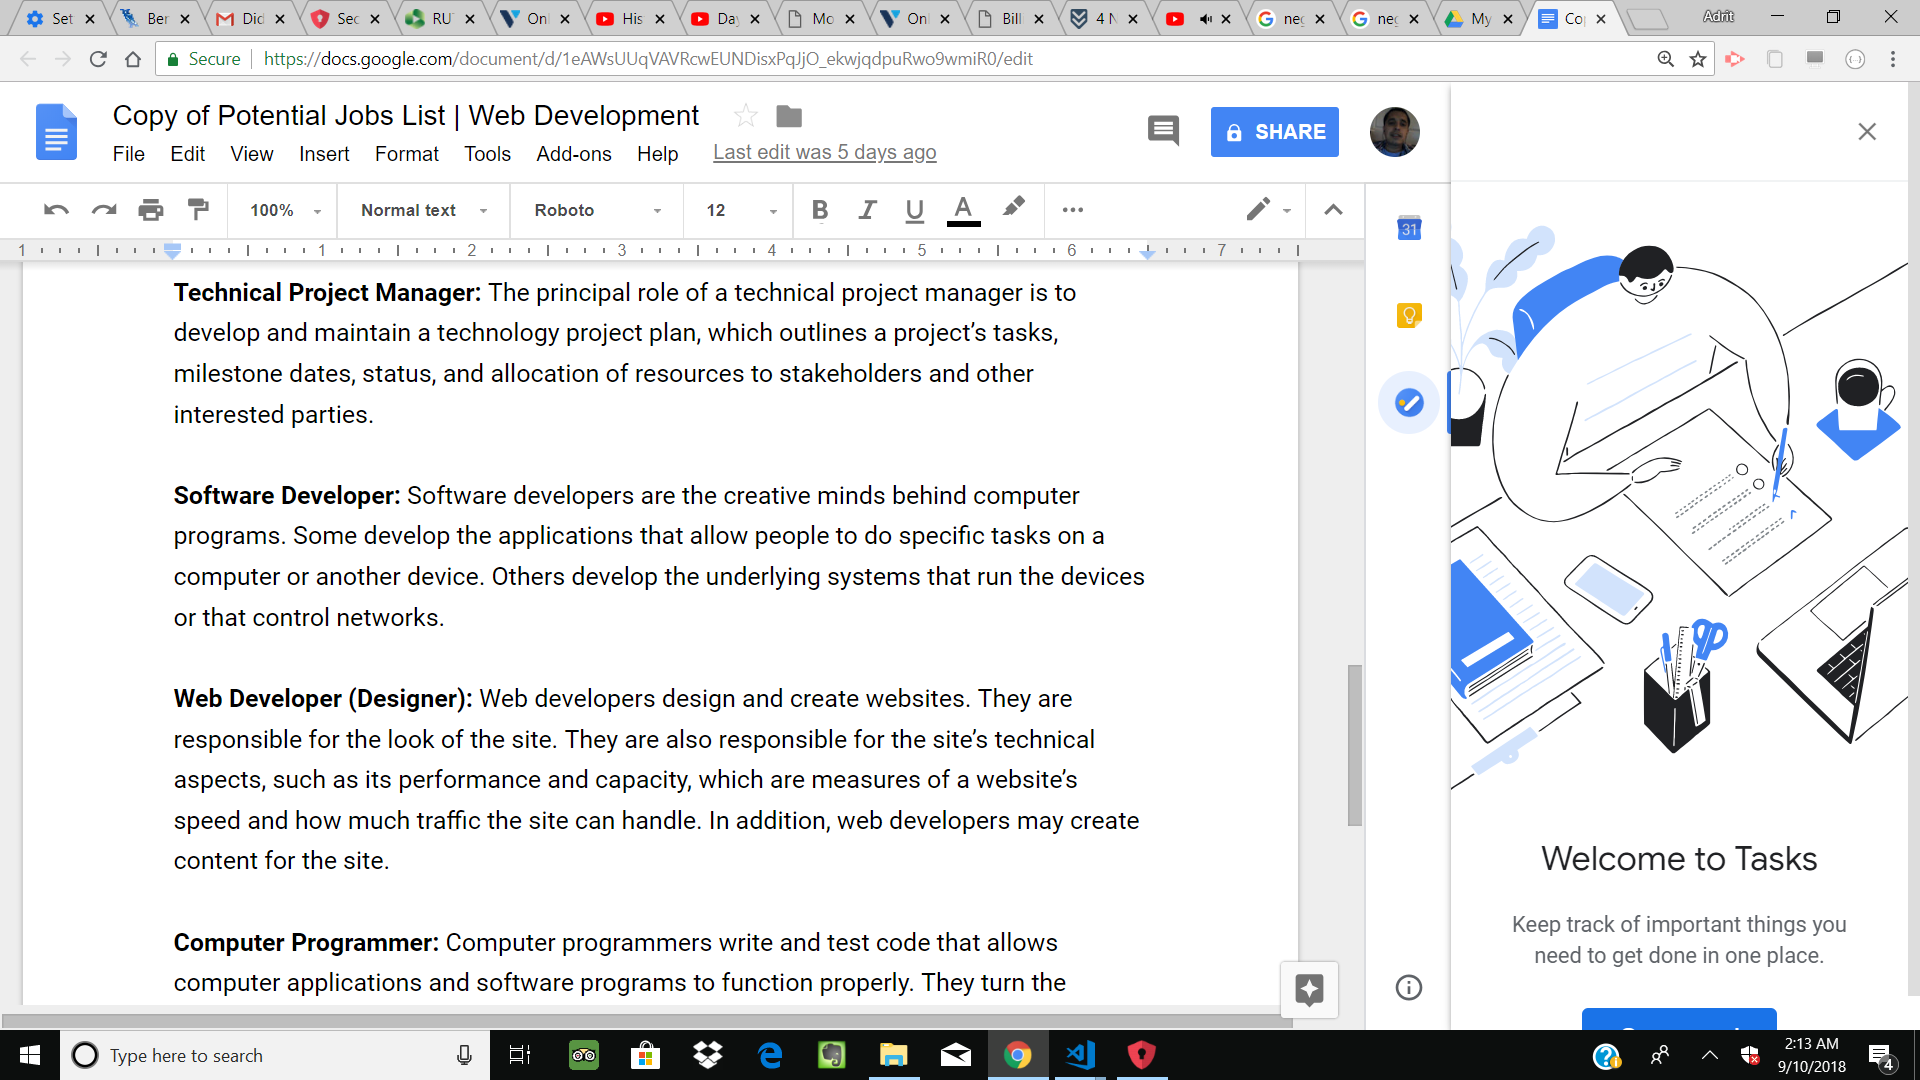 Set
Ber
Did
Sec
RU
Onl
His
Day
Mo
Onl
Bill
4 N
neg
neg
My
Co
Adrit
Secure
https://docs.google.com/document/d/1eAWsUUqVAVRcwEUNDisxPqJjO_ekwjqdpuRwo9wmiR0/edit
Copy of Potential Jobs List | Web Development
File Edit View Insert Format Tools Add-ons Help Last edit was 5 days ago
SHARE
100% Normal text Roboto 12 B I U A
1 1 2 3 4 5 6 7
31
Technical Project Manager: The principal role of a technical project manager is to
develop and maintain a technology project plan, which outlines a project’s tasks,
milestone dates, status, and allocation of resources to stakeholders and other
interested parties.
Software Developer: Software developers are the creative minds behind computer
programs. Some develop the applications that allow people to do specific tasks on a
computer or another device. Others develop the underlying systems that run the devices
or that control networks.
Web Developer (Designer): Web developers design and create websites. They are
responsible for the look of the site. They are also responsible for the site’s technical
aspects, such as its performance and capacity, which are measures of a website’s
speed and how much traffic the site can handle. In addition, web developers may create
content for the site.
Computer Programmer: Computer programmers write and test code that allows
computer applications and software programs to function properly. They turn the
Welcome to Tasks
Keep track of important things you
need to get done in one place.
Type here to search
2:13 AM
9/10/2018
4